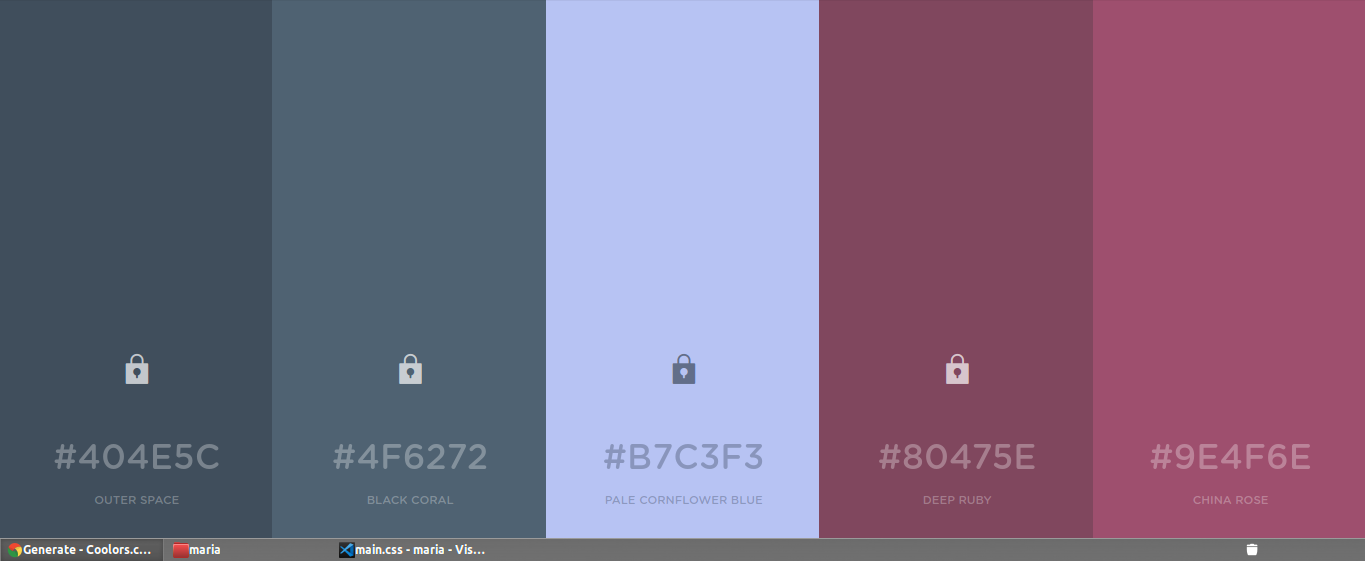 #404E5C
OUTER SPACE
#4F6272
BLACK CORAL
#B7C3F3
PALE CORNFLOWER BLUE
#80475E
DEEP RUBY
#9E4F6E
CHINA ROSE
Generate - Coolors.c...
maria
main.css - maria - Vis...